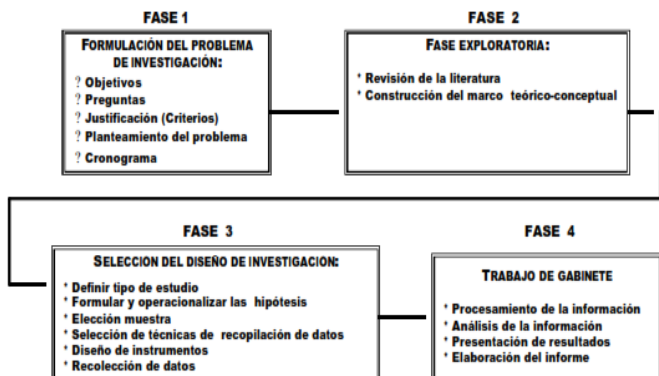 FASE 1
FORMULACIÓN DEL PROBLEMA
DE INVESTIGACIÓN:
? Objetivos
? Preguntas
? Justificación (Criterios)
? Planteamiento del problema
? Cronograma
FASE 2
FASE EXPLORATORIA:
* Revisión de la literatura
* Construcción del marco teórico-conceptual
FASE 3
SELECCION DEL DISEÑO DE INVESTIGACION:
* Definir tipo de estudio
* Formular y operacionalizar las hipótesis
* Elección muestra
* Selección de técnicas de recopilación de datos
* Diseño de instrumentos
* Recolección de datos
FASE 4
TRABAJO DE GABINETE
* Procesamiento de la información
* Análisis de la información
* Presentación de resultados
* Elaboración del informe